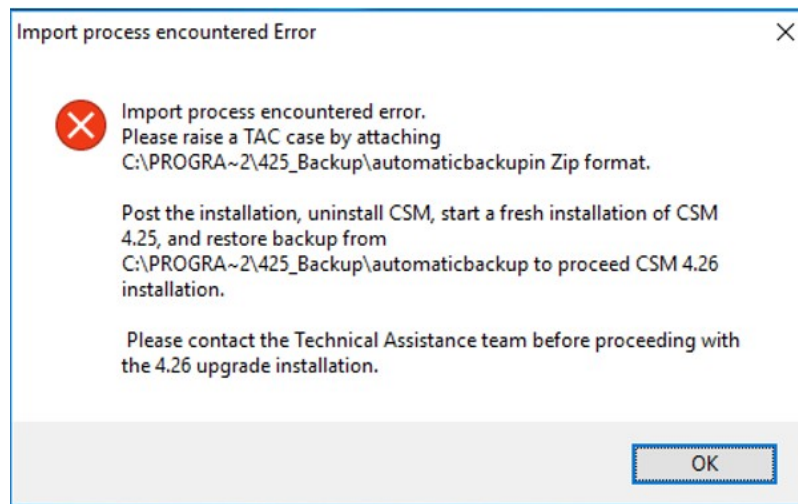 Import process encountered Error
Import process encountered error.
Please raise a TAC case by attaching
C:\PROGRA~2\425_Backup\automaticbackupin Zip format.
Post the installation, uninstall CSM, start a fresh installation of CSM
4.25, and restore backup from
C:\PROGRA~2\425_Backup\automaticbackup to proceed CSM 4.26
installation.
Please contact the Technical Assistance team before proceeding with
the 4.26 upgrade installation.
OK